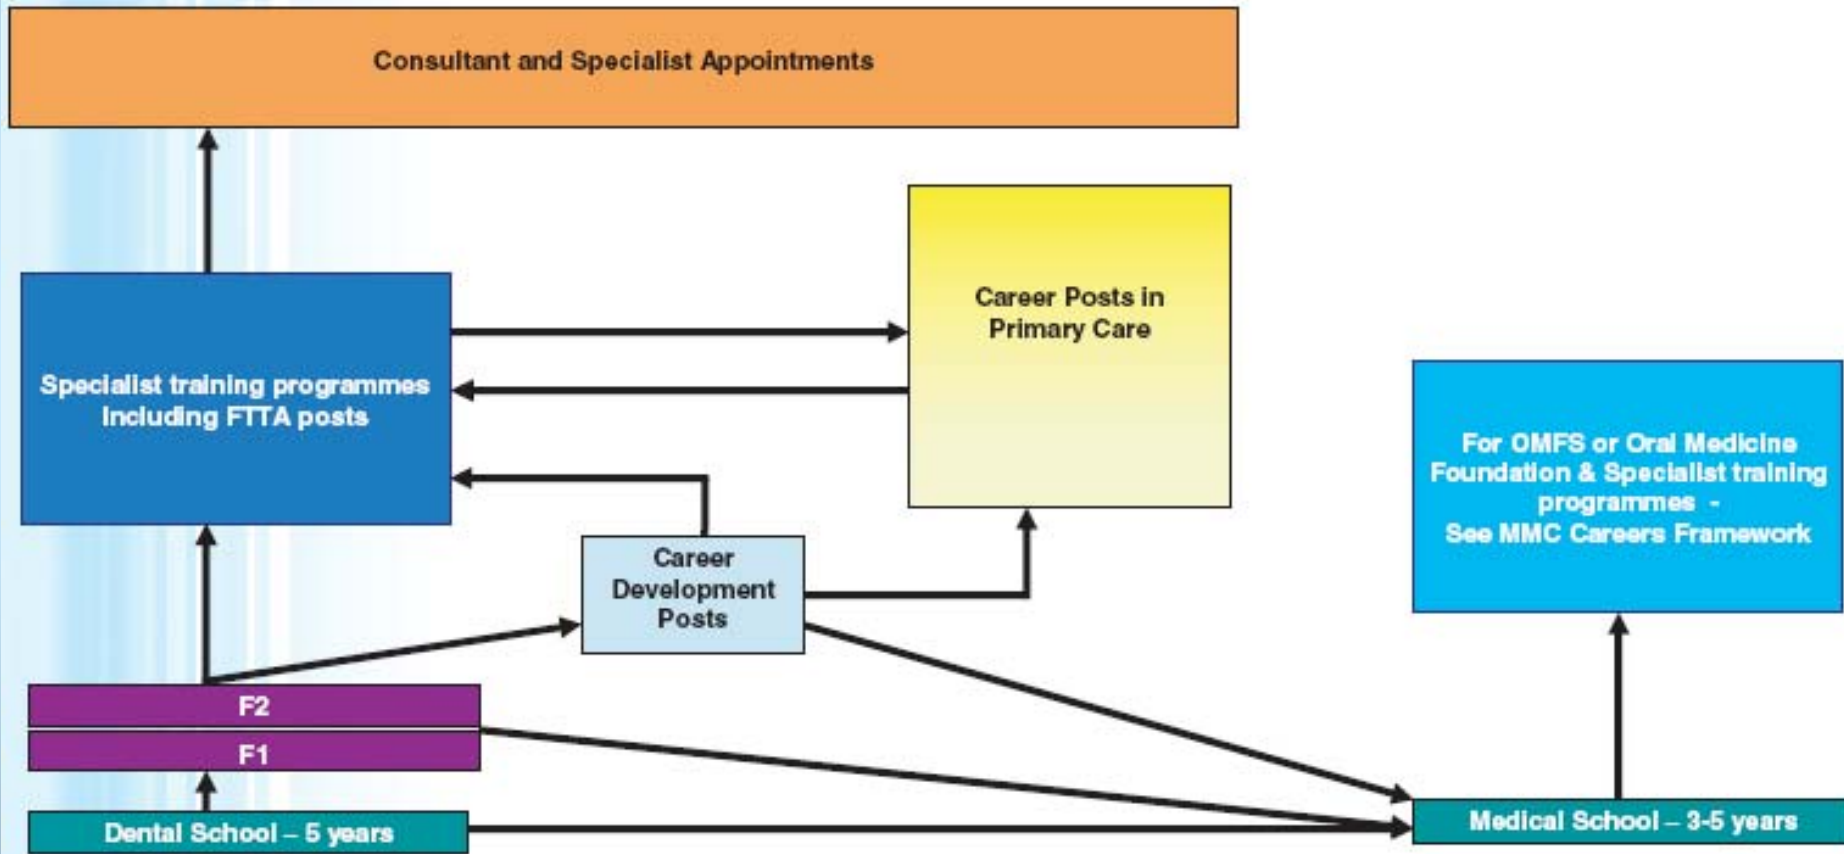 Consultant and Specialist Appointments
Career Posts in
Primary Care
Specialist training programmes
Including FTTA posts
For OMFS or Oral Medicine
Foundation & Specialist training
programmes -
See MMC Careers Framework
Career
Development
Posts
F2
F1
Dental School – 5 years
Medical School – 3-5 years